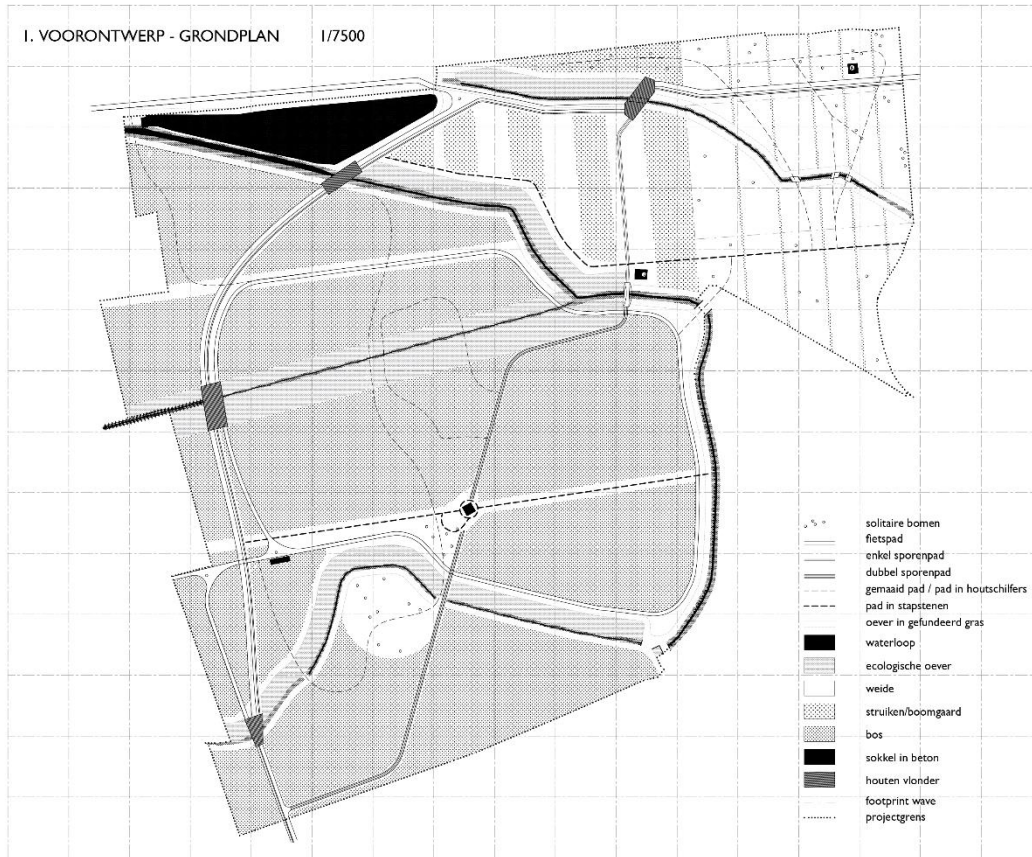 1. VOORONTWERP - GRONDPLAN 1/7500
solitaire bomen
fietspad
enkel sporenpad
dubbel sporenpad
gemaaid pad / pad in houtschilfers
pad in stapstenen
oever in gefundeerd gras
waterloop
ecologische oever
weide
struiken/boomgaard
bos
sokkel in beton
houten vlonder
footprint wave
projectgrens